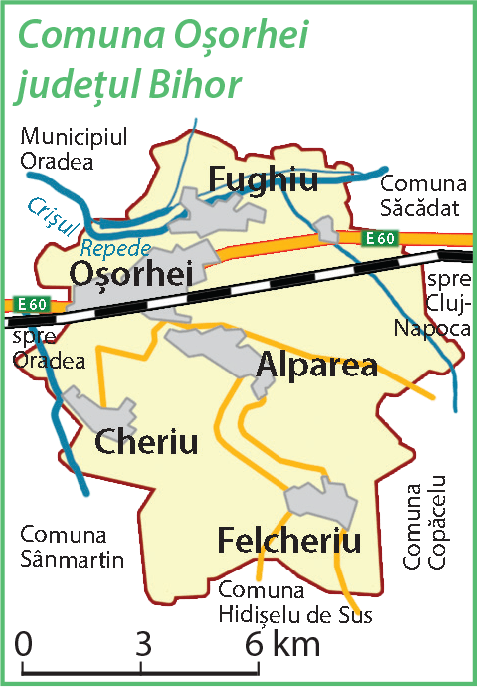 Comuna Oșorhei
județul Bihor
Municipiul
Oradea
Fughiu
Comuna
Săcădat
Crișul
Repede
E 60
Oșorhei
spre
Cluj-
Napoca
E 60
spre
Oradea
Alparea
Cheriu
Comuna
Copăcelu
Felcheriu
Comuna
Sânmartin
Comuna
Hidișelu de Sus
0 3 6 km